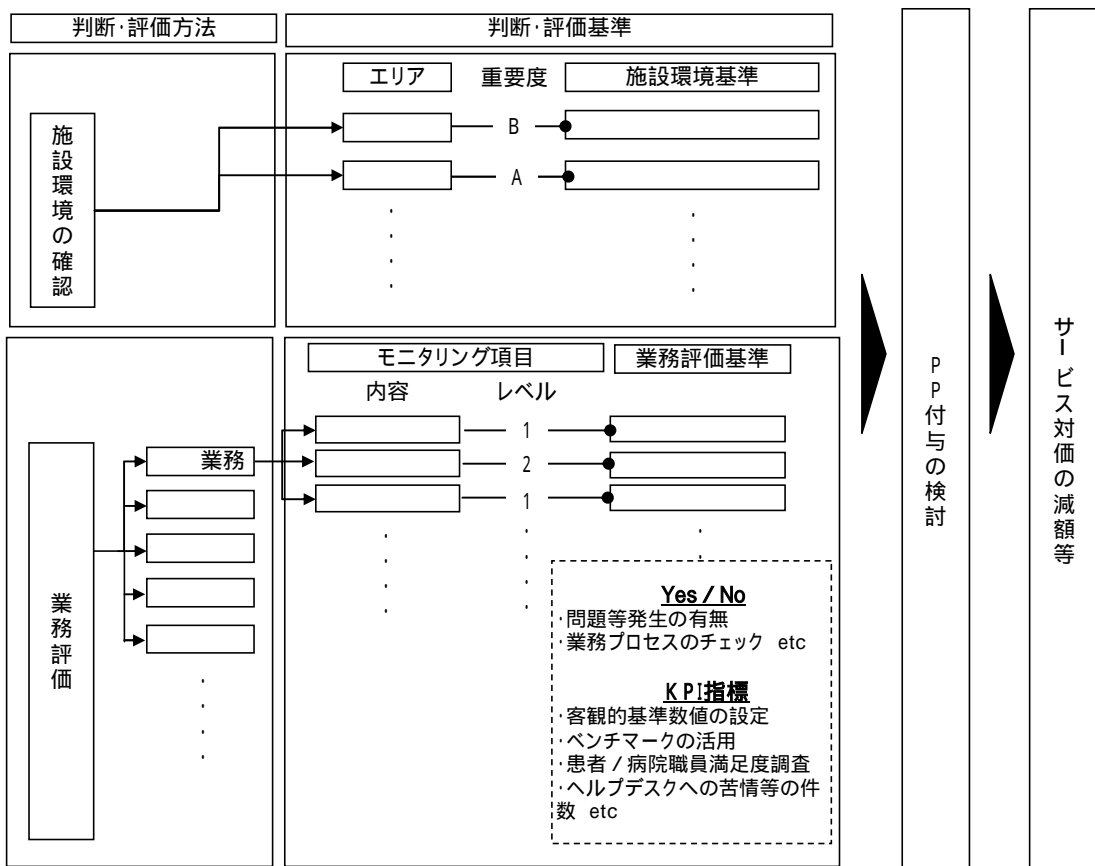 判断･評価方法
判断･評価基準
エリア
重要度
施設環境基準
施設環境の確認
B
A
モニタリング項目
業務評価基準
内容
レベル
業務評価
業務
1
2
1
Yes / No
･問題等発生の有無
･業務プロセスのチェック etc
ＫＰI指標
･客観的基準数値の設定
･ベンチマークの活用
･患者 / 病院職員満足度調査
･ヘルプデスクへの苦情等の件
数 etc
ＰＰ付与の検討
サービス対価の減額等